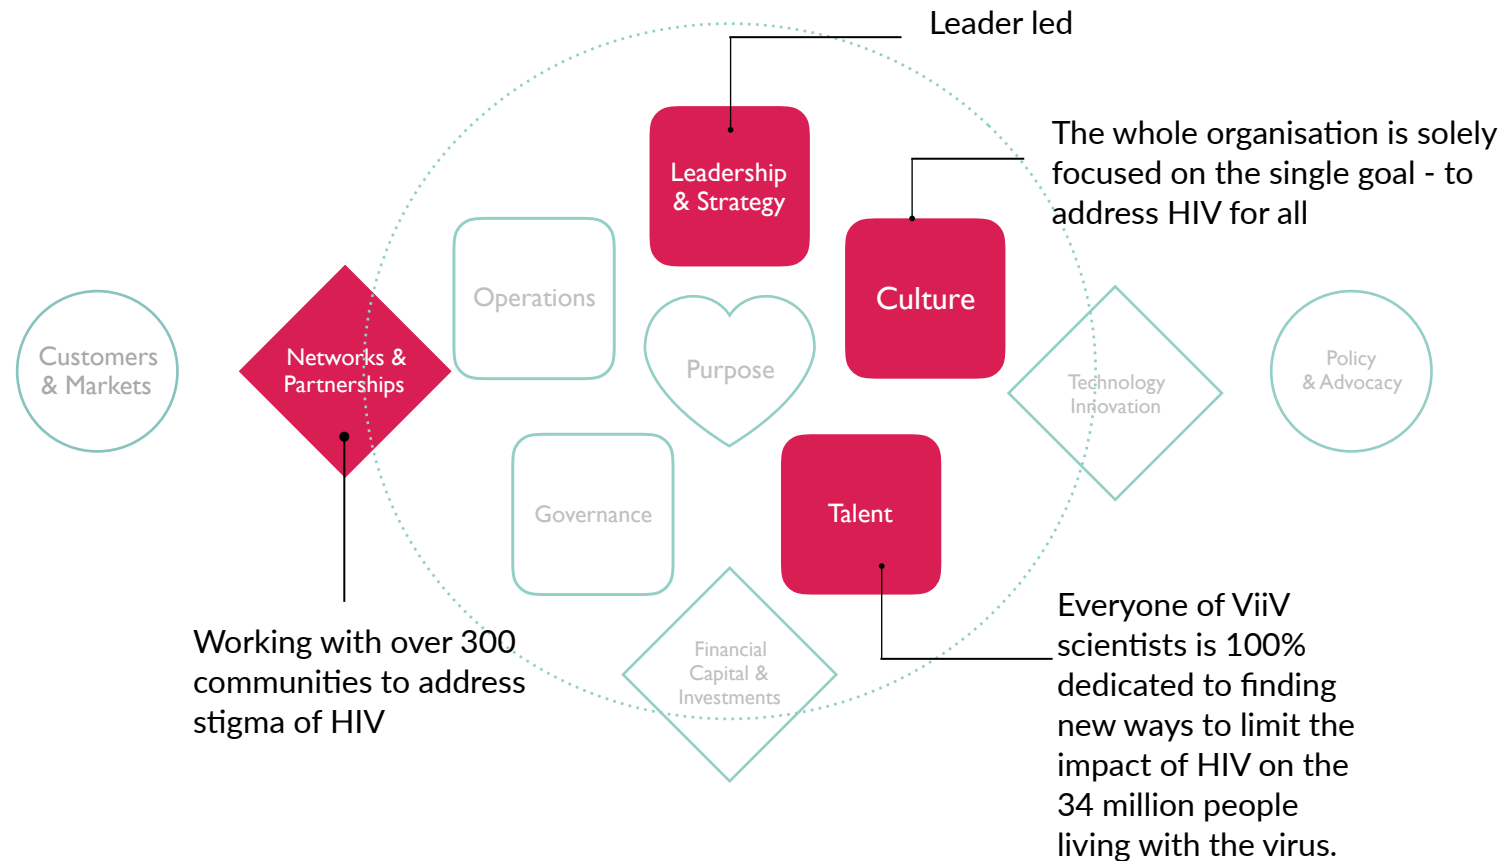 Leader led
The whole organisation is solely
focused on the single goal - to
address HIV for all
Leadership
& Strategy
Operations
Culture
Customers
& Markets
Networks &
Partnerships
Purpose
Technology
Innovation
Policy
& Advocacy
Governance
Talent
Working with over 300
communities to address
stigma of HIV
Financial
Capital &
Investments
Everyone of ViiV
scientists is 100%
dedicated to finding
new ways to limit the
impact of HIV on the
34 million people
living with the virus.